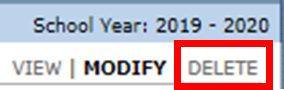 School Year: 2019 - 2020
VIEW | MODIFY DELETE